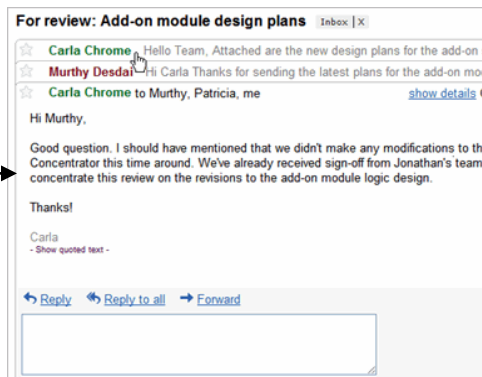 For review: Add-on module design plans Inbox | X
Carla Chrome Hello Team, Attached are the new design plans for the add-on
Murthy Desai Hi Carla Thanks for sending the latest plans for the add-on mo
Carla Chrome to Murthy, Patricia, me show details
Hi Murthy,
Good question. I should have mentioned that we didn't make any modifications to th
Concentrator this time around. We've already received sign-off from Jonathan's team
concentrate this review on the revisions to the add-on module logic design.
Thanks!
Carla
- Show quoted text -
Reply Reply to all Forward